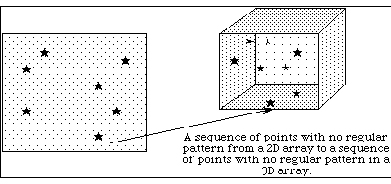 A sequence of points with no regular
pattern from a 2D array to a sequence
of points with no regular pattern in a
3D array.